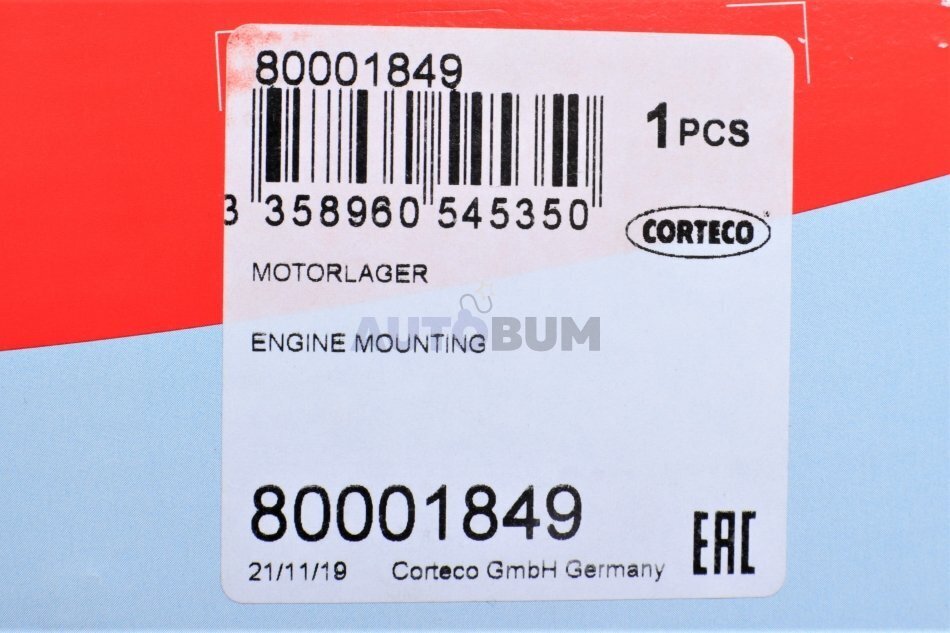 80001849
1 PCS
3 358960 545350
CORTECO
MOTORLAGER
AUTOBUM
ENGINE MOUNTING
80001849
EAC
21/11/19 Corteco GmbH Germany